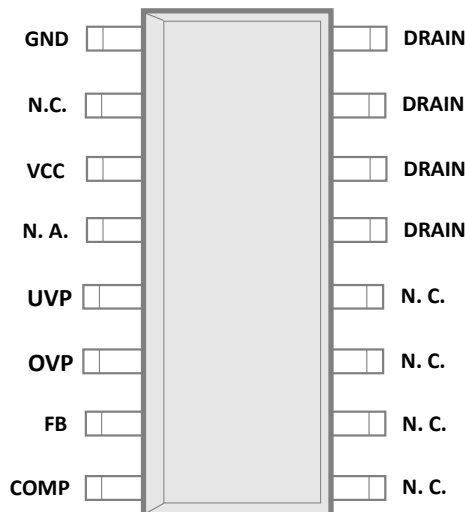 GND DRAIN
N.C. DRAIN
VCC DRAIN
N. A. DRAIN
UVP N. C.
OVP N. C.
FB N. C.
COMP N. C.